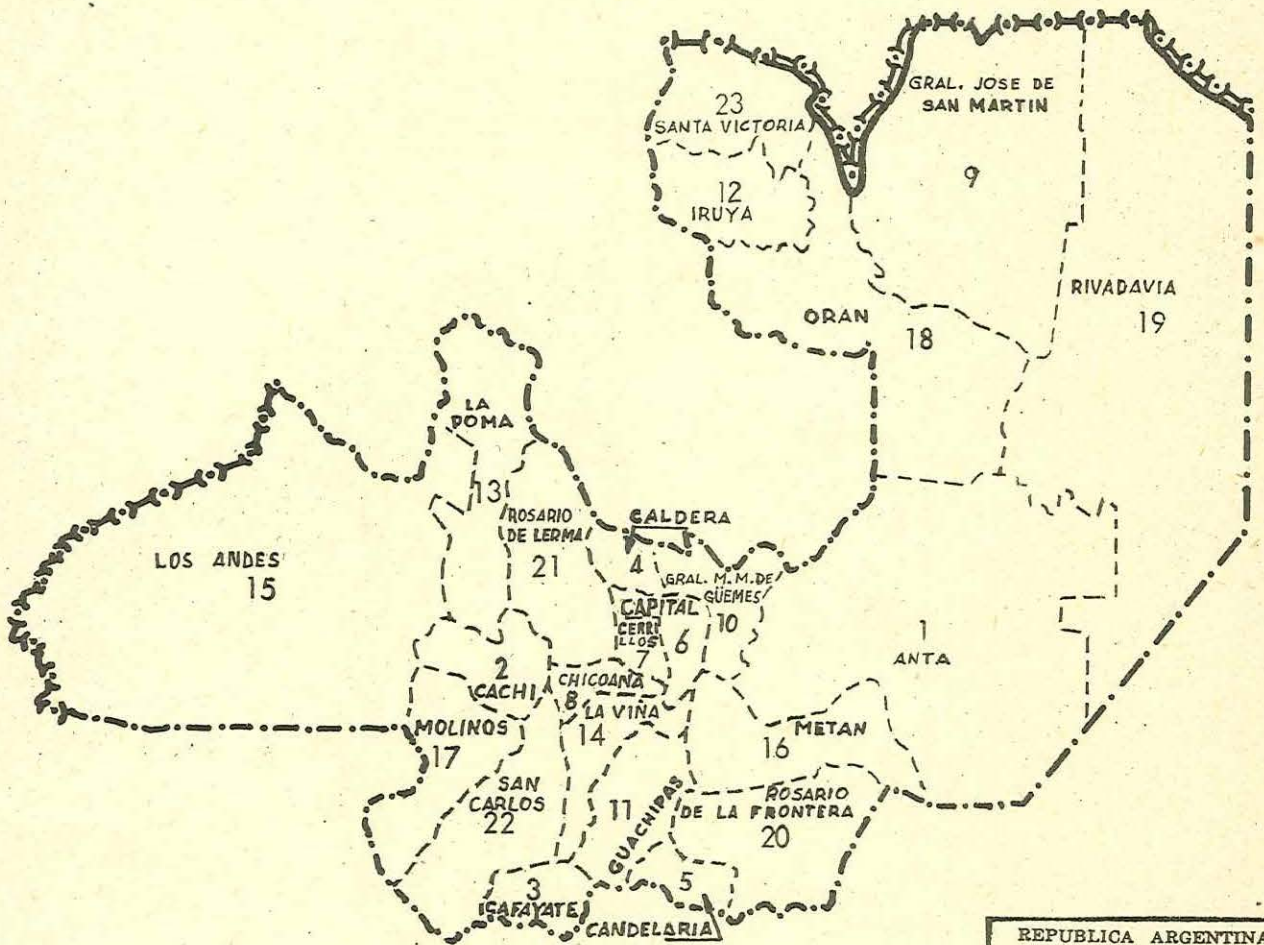 GRAL. JOSE DE
SAN MARTIN
23
SANTA VICTORIA
9
12
IRUYA
RIVADAVIA
19
ORAN
18
LA
POMA
13
ROSARIO
DE LERMA
21
CALDERA
4
LOS ANDES
15
GRAL. M. M. DE
GÜEMES
10
CAPITAL
CERRI
LLOS
6
7
1
ANTA
2
CACHI
CHICOANA
8
LA VIÑA
14
MOLINOS
17
METAN
16
SAN
CARLOS
22
11
GUACHIPAS
ROSARIO
DE LA FRONTERA
20
5
3
CAFAYATE
CANDELARIA
REPUBLICA ARGENTINA